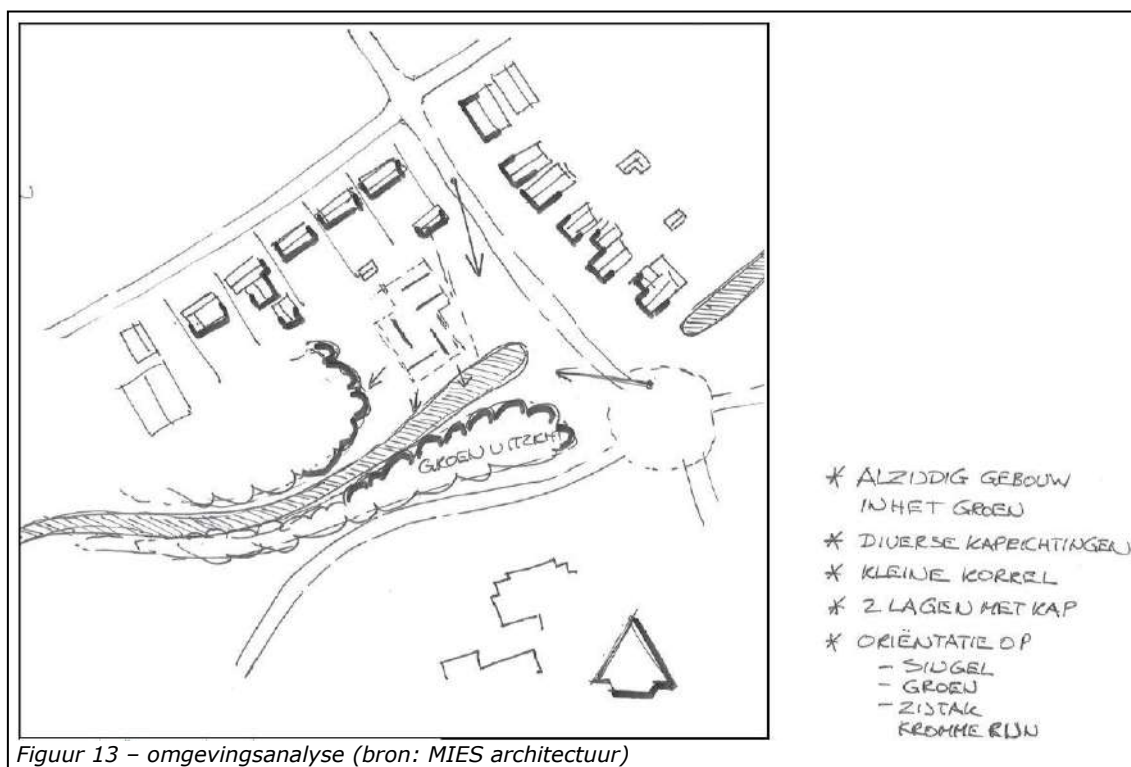 GROEN UITZICHT
* ALZIJDIG GEBOUW
IN HET GROEN
* DIVERSE KAPRICHTINGEN
* KLEINE KORREL
* 2 LAGEN MET KAP
* ORIËNTATIE OP
- SINGEL
- GROEN
- ZIJTAK
KROMME RIJN
Figuur 13 – omgevingsanalyse (bron: MIES architectuur)